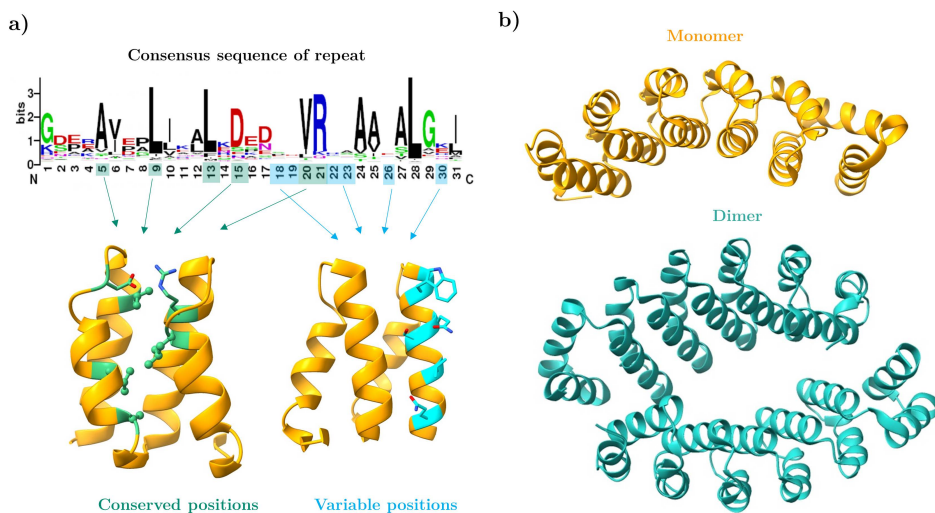 a)
Consensus sequence of repeat
bits
3
2
1
0
N 1 2 3 4 5 6 7 8 9 10 11 12 13 14 15 16 17 18 19 20 21 22 23 24 25 26 27 28 29 30 31 C
Conserved positions
Variable positions
b)
Monomer
Dimer